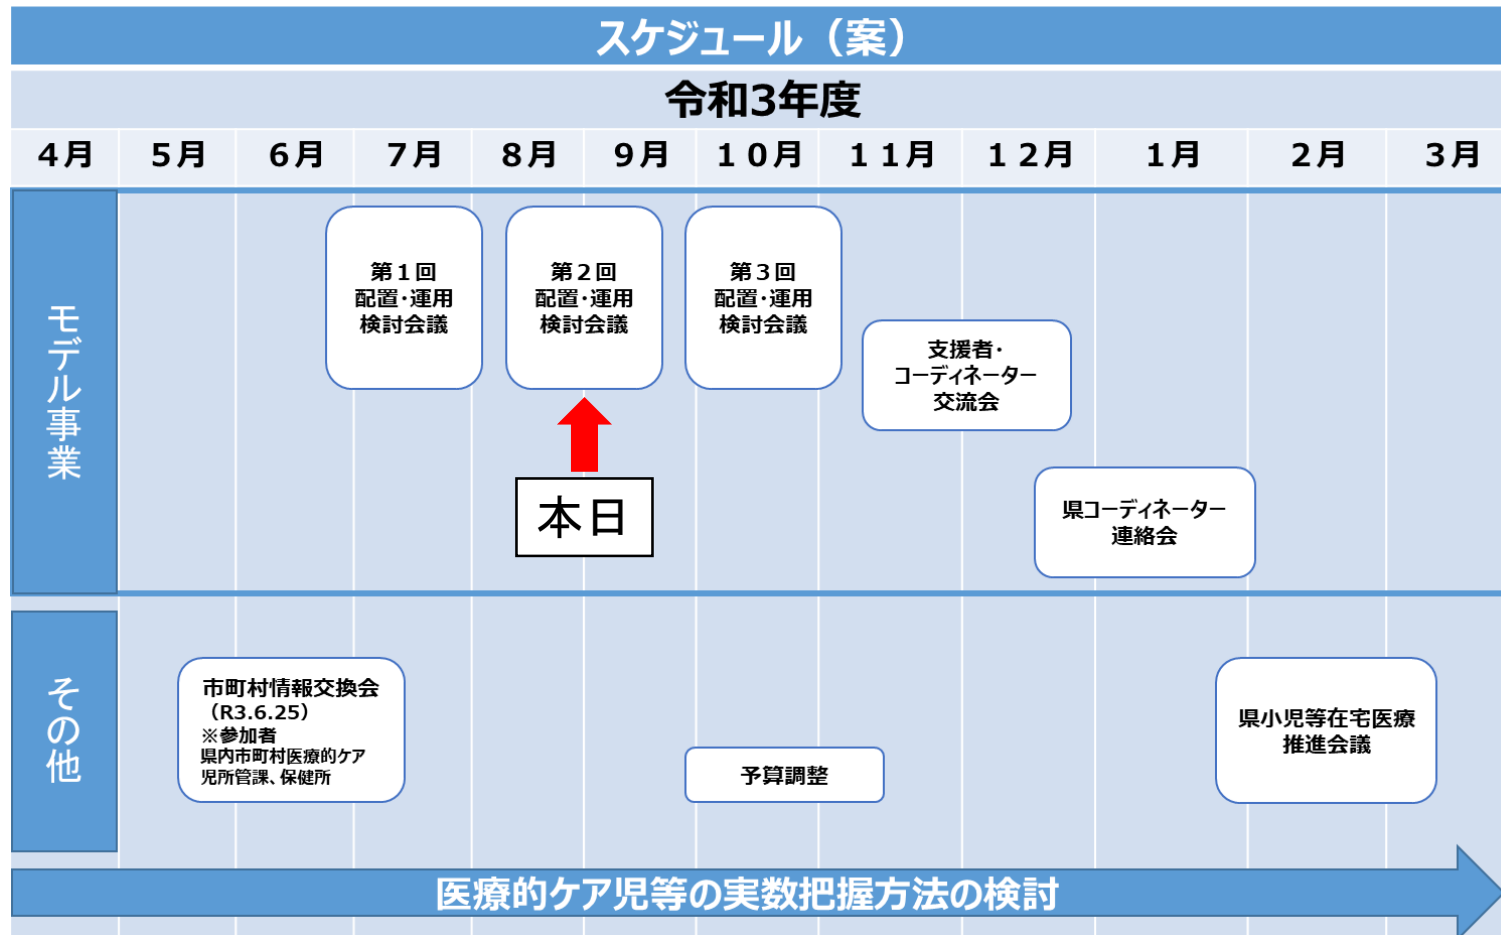 スケジュール（案）
令和3年度
４月 ５月 ６月 ７月 ８月 ９月 １０月 １１月 １２月 １月 ２月 ３月
モデル事業
第１回
配置・運用
検討会議
第２回
配置・運用
検討会議
第３回
配置・運用
検討会議
支援者・
コーディネーター
交流会
本日
県コーディネーター
連絡会
その他
市町村情報交換会
（R3.6.25）
※参加者
県内市町村医療的ケア
児所管課、保健所
予算調整
県小児等在宅医療
推進会議
医療的ケア児等の実数把握方法の検討